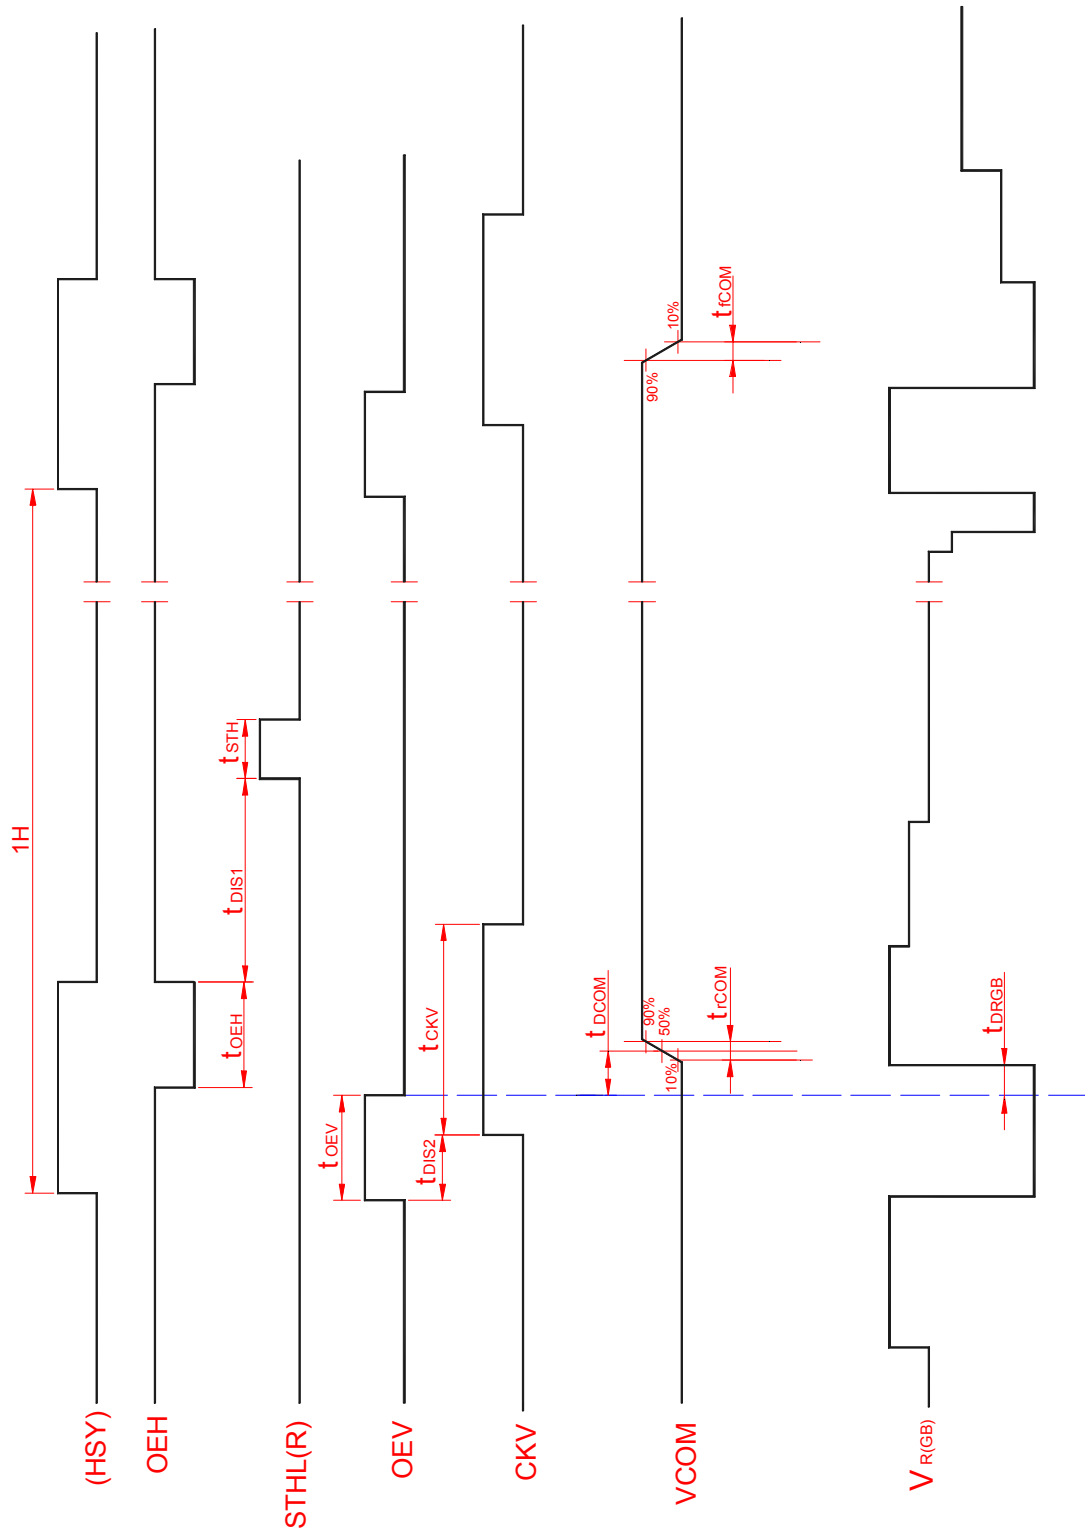 (HSY)
1H
OEH
tOEH
tDIS1
tSTH
STHL(R)
OEV
tOEV
tDIS2
CKV
tCKV
VCOM
tDCOM
10%
50%
90%
trCOM
90%
10%
tfCOM
VR(GB)
tDRGB